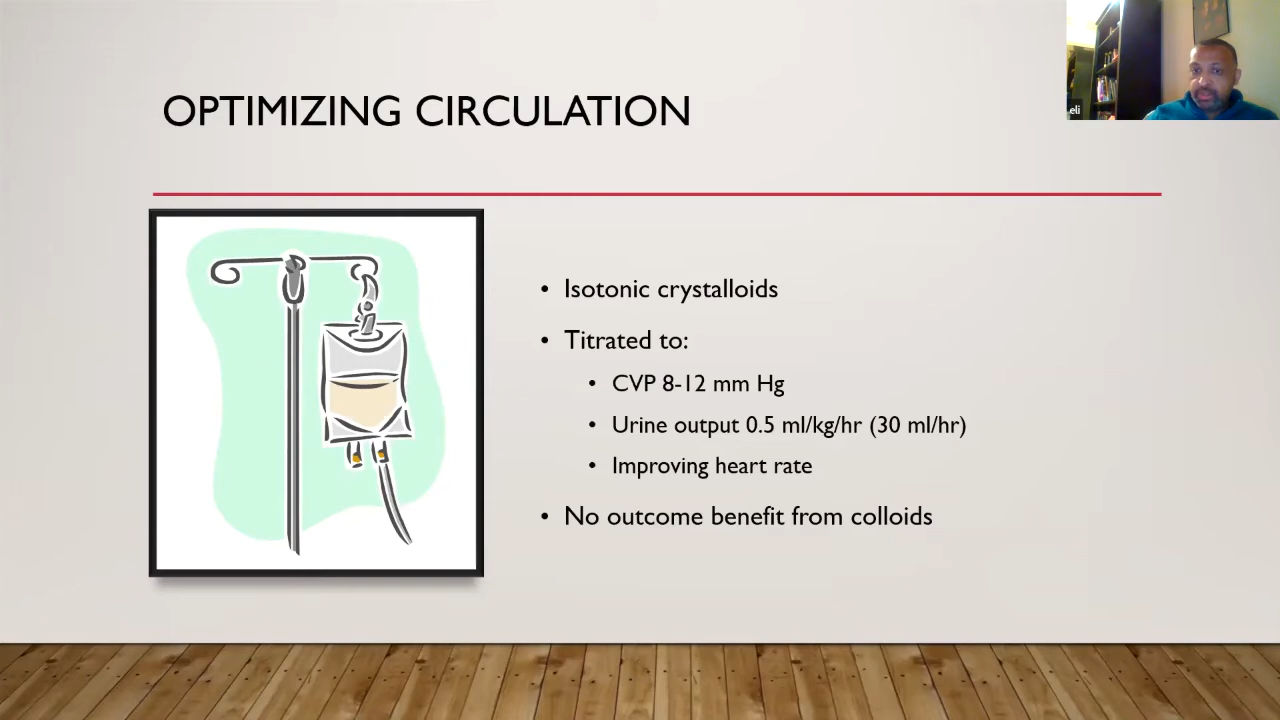 OPTIMIZING CIRCULATION
eli
• Isotonic crystalloids
• Titrated to:
• CVP 8-12 mm Hg
• Urine output 0.5 ml/kg/hr (30 ml/hr)
• Improving heart rate
• No outcome benefit from colloids